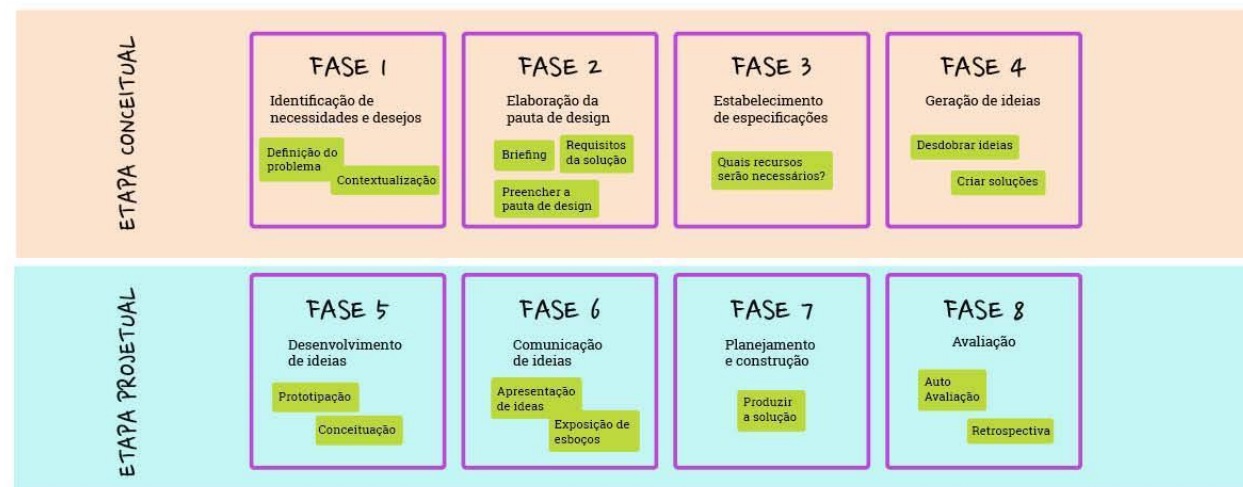 ETAPA CONCEITUAL
FASE 1
Identificação de
necessidades e desejos
Definição do
problema
Contextualização
FASE 2
Elaboração da
pauta de design
Briefing
Requisitos
da solução
Preencher a
pauta de design
FASE 3
Estabelecimento
de especificações
Quais recursos
serão necessários?
FASE 4
Geração de ideias
Desdobrar ideias
Criar soluções
ETAPA PROJETUAL
FASE 5
Desenvolvimento
de ideias
Prototipação
Conceituação
FASE 6
Comunicação
de ideias
Apresentação
de ideas
Exposição de
esboços
FASE 7
Planejamento
e construção
Produzir
a solução
FASE 8
Avaliação
Auto
Avaliação
Retrospectiva